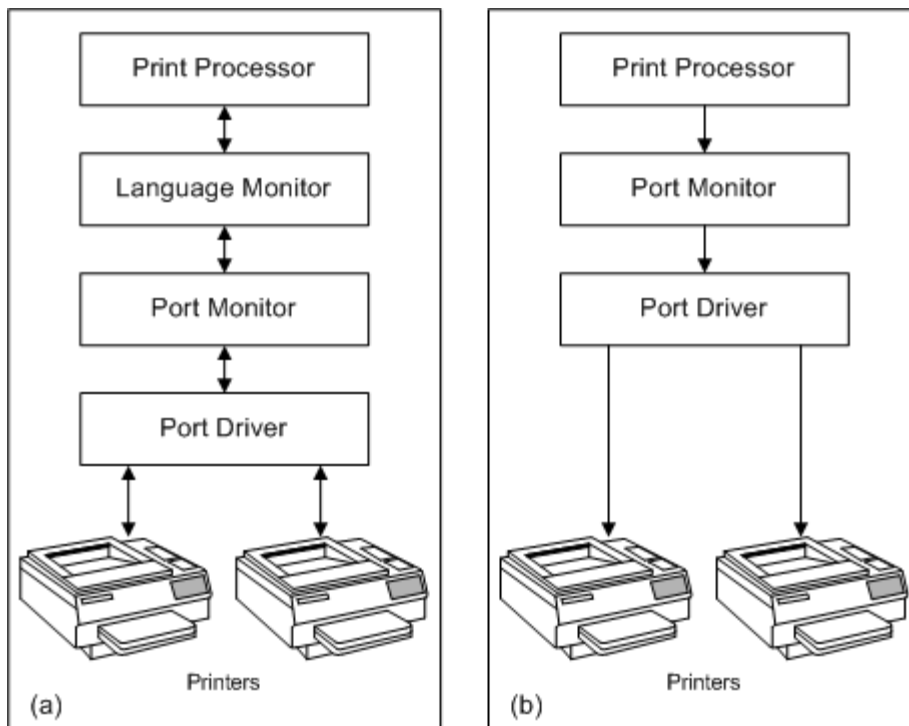 Print Processor
Language Monitor
Port Monitor
Port Driver
Printers
(a)
Print Processor
Port Monitor
Port Driver
Printers
(b)